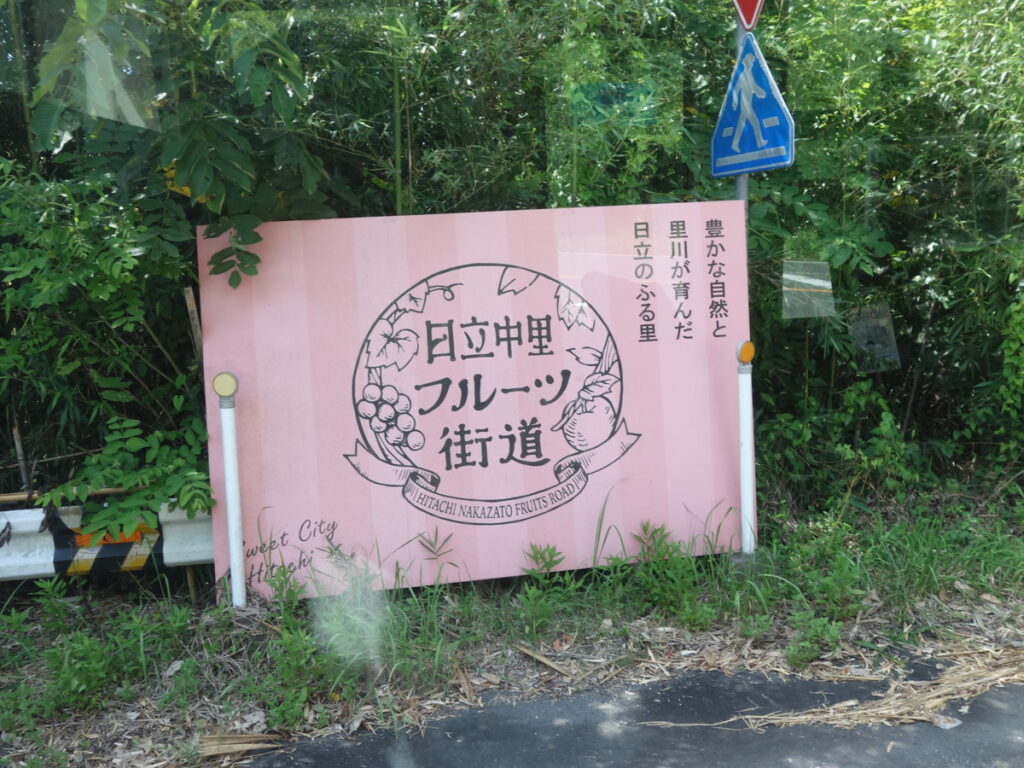 豊かな自然と
里川が育んだ
日立のふる里
日立中里
フルーツ
街道
HITACHI NAKAZATO FRUITS ROAD
Sweet City
Hitachi